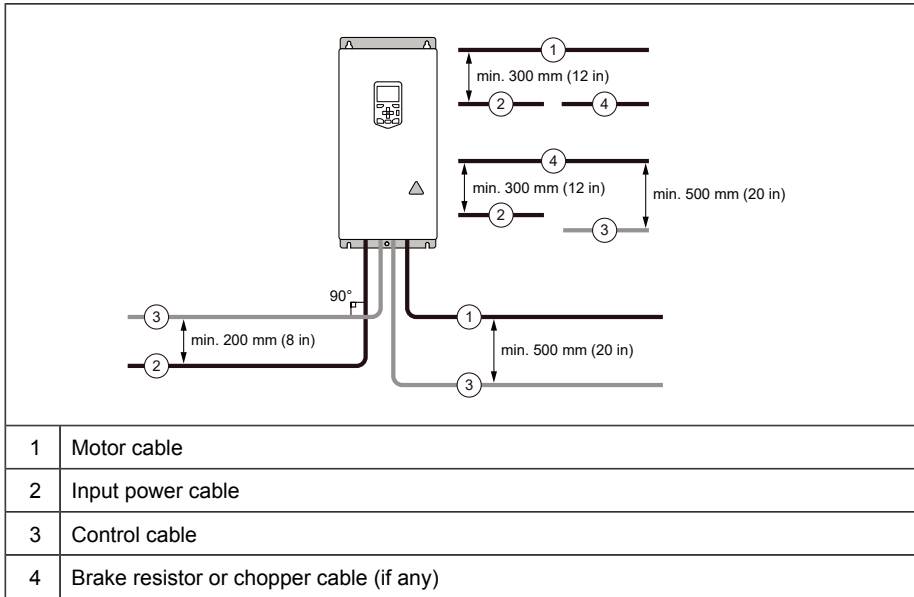 1
min. 300 mm (12 in)
2
4
4
min. 300 mm (12 in)
min. 500 mm (20 in)
2
3
90°
3
1
min. 200 mm (8 in)
min. 500 mm (20 in)
2
3
1 Motor cable
2 Input power cable
3 Control cable
4 Brake resistor or chopper cable (if any)